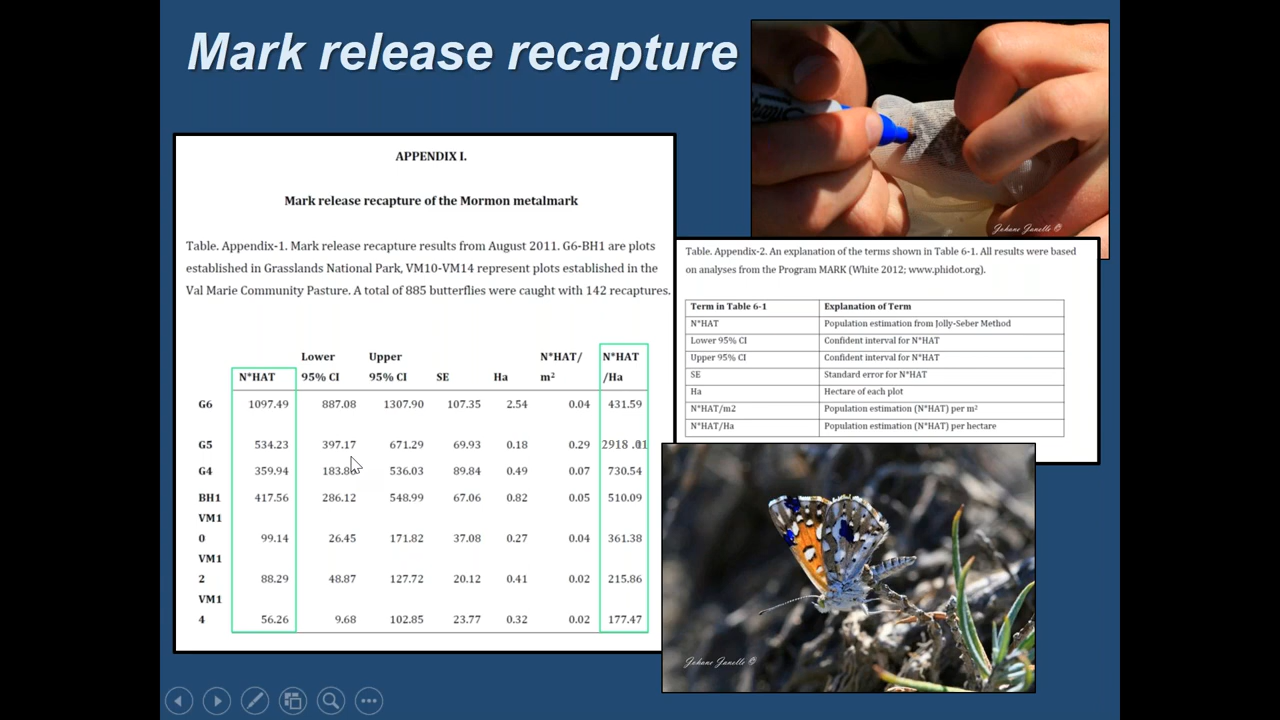 Mark release recapture
APPENDIX I.
Mark release recapture of the Mormon metalmark
Table. Appendix-1. Mark release recapture results from August 2011. G6-BH1 are plots
established in Grasslands National Park, VM10-VM14 represent plots established in the
Val Marie Community Pasture. A total of 885 butterflies were caught with 142 recaptures.
Lower Upper N*HAT/ N*HAT
N*HAT 95% CI 95% CI SE Ha m² /Ha
G6 1097.49 887.08 1307.90 107.35 2.54 0.04 431.59
G5 534.23 397.17 671.29 69.93 0.18 0.29 2918 .01
G4 359.94 183.86 536.03 89.84 0.49 0.07 730.54
BH1 417.56 286.12 548.99 67.06 0.82 0.05 510.09
VM1
0 99.14 26.45 171.82 37.08 0.27 0.04 361.38
VM1
2 88.29 48.87 127.72 20.12 0.41 0.02 215.86
VM1
4 56.26 9.68 102.85 23.77 0.32 0.02 177.47
Johane Janelle ©
Table. Appendix-2. An explanation of the terms shown in Table 6-1. All results were based
on analyses from the Program MARK (White 2012; www.phidot.org).
Term in Table 6-1 Explanation of Term
N*HAT Population estimation from Jolly-Seber Method
Lower 95% CI Confident interval for N*HAT
Upper 95% CI Confident interval for N*HAT
SE Standard error for N*HAT
Ha Hectare of each plot
N*HAT/m2 Population estimation (N*HAT) per m²
N*HAT/Ha Population estimation (N*HAT) per hectare
Johane Janelle ©